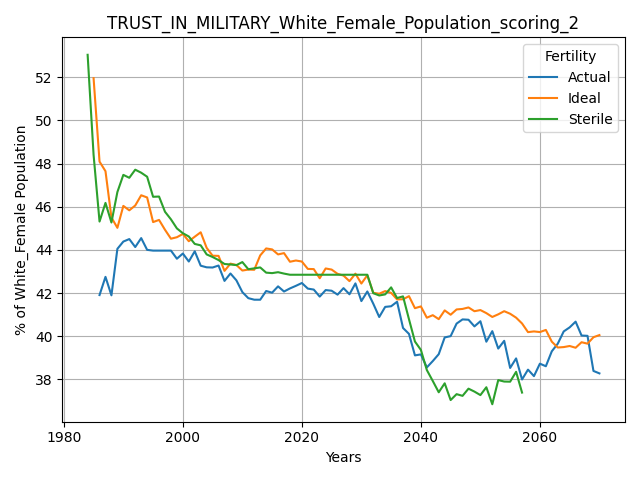 TRUST_IN_MILITARY_White_Female_Population_scoring_2
Fertility
Actual
Ideal
Sterile
% of White_Female Population
52
50
48
46
44
42
40
38
1980
2000
2020
2040
2060
Years